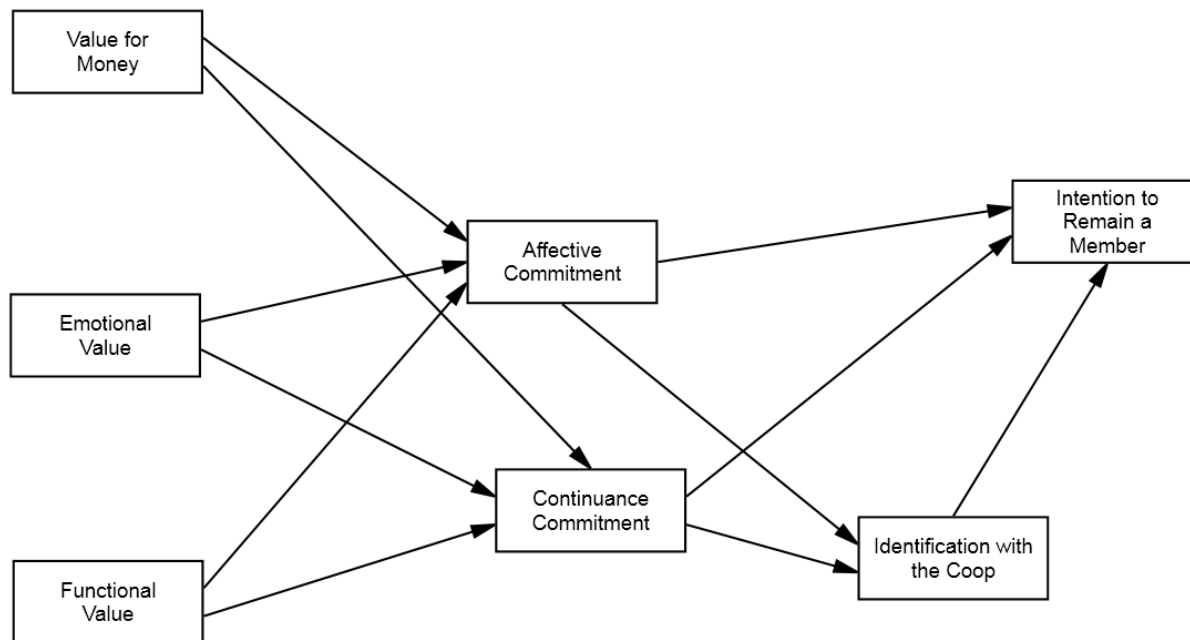 Value for
Money
Affective
Commitment
Intention to
Remain a
Member
Emotional
Value
Continuance
Commitment
Identification with
the Coop
Functional
Value